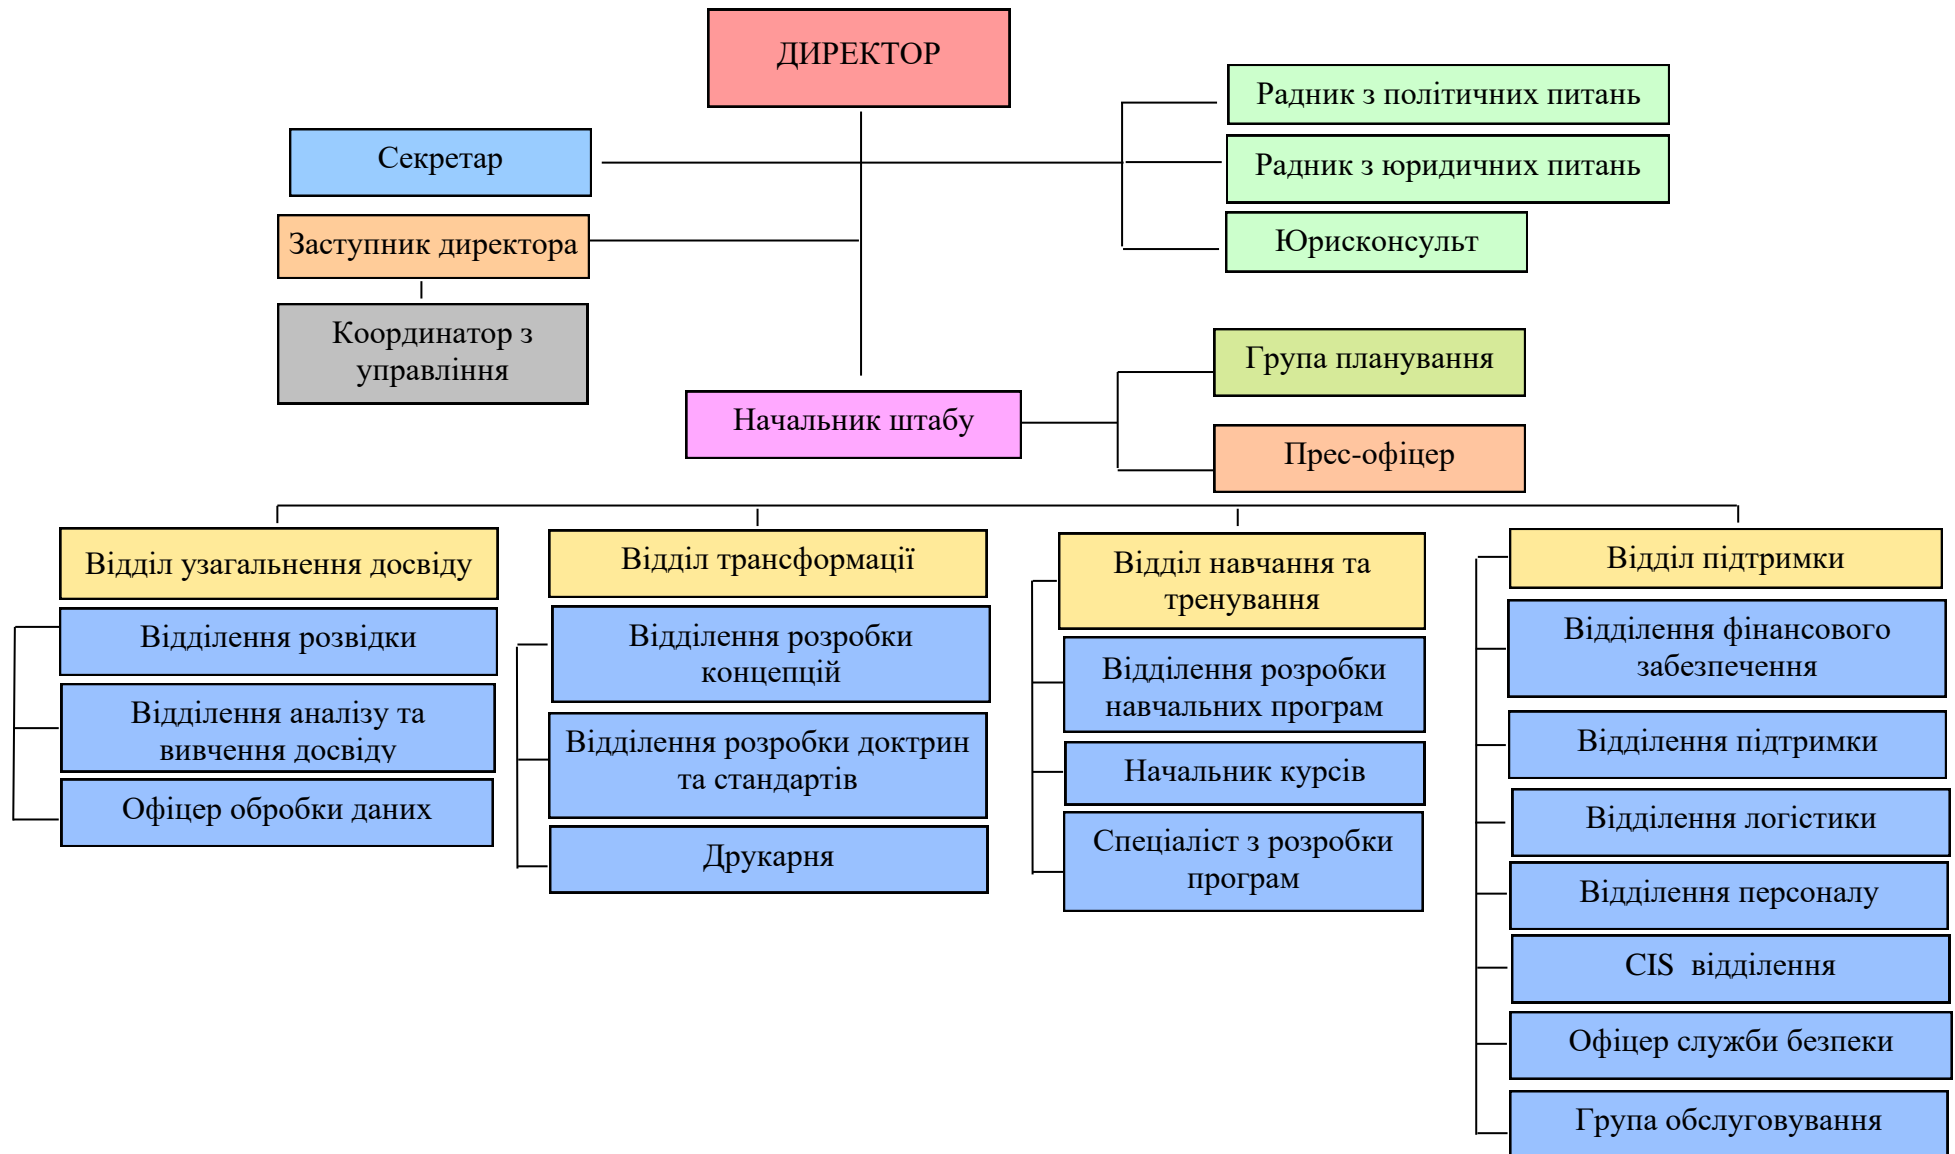 ДИРЕКТОР
Радник з політичних питань
Секретар
Радник з юридичних питань
Заступник директора
Юрисконсульт
Координатор з
управління
Група планування
Начальник штабу
Прес-офіцер
Відділ узагальнення досвіду
Відділення розвідки
Відділення аналізу та
вивчення досвіду
Офіцер обробки даних
Відділ трансформації
Відділення розробки
концепцій
Відділення розробки доктрин
та стандартів
Друкарня
Відділ навчання та
тренування
Відділення розробки
навчальних програм
Начальник курсів
Спеціаліст з розробки
програм
Відділ підтримки
Відділення фінансового
забезпечення
Відділення підтримки
Відділення логістики
Відділення персоналу
CIS відділення
Офіцер служби безпеки
Група обслуговування